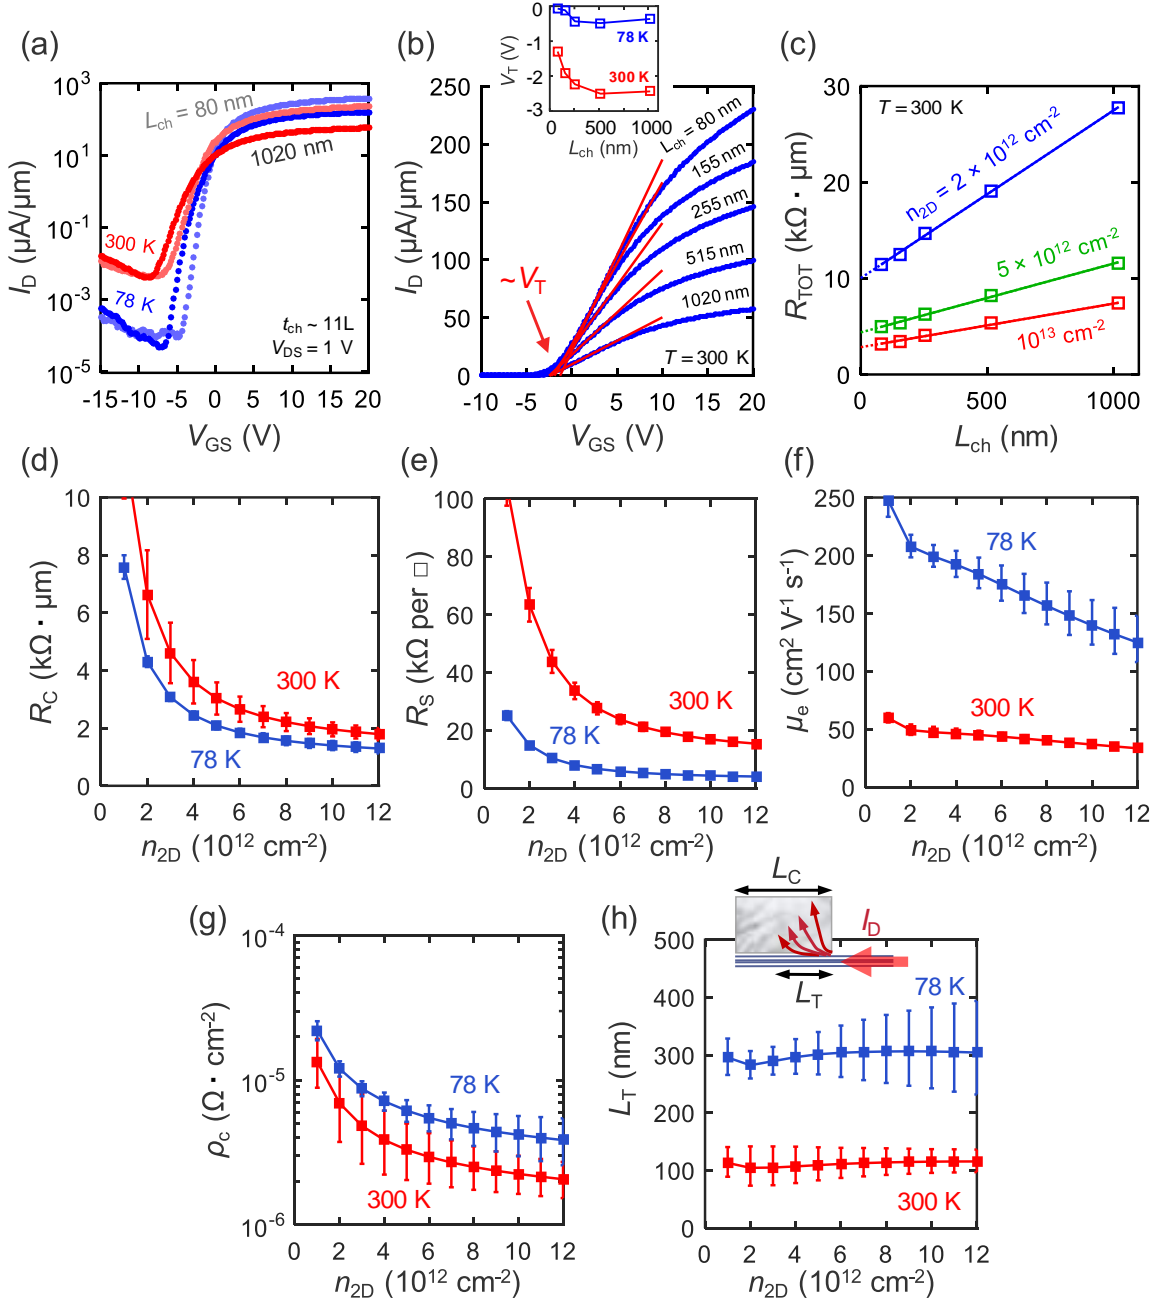 (a)
10³
10¹
10⁻¹
10⁻³
10⁻⁵
I_D (µA/µm)
L_ch = 80 nm
1020 nm
300 K
78 K
t_ch ~ 11L
V_DS = 1 V
-15 -10 -5 0 5 10 15 20
V_GS (V)
(b)
0
-1
-2
-3
V_T (V)
78 K
300 K
0 500 1000
L_ch (nm)
250
200
150
100
50
0
I_D (µA/µm)
L_ch = 80 nm
155 nm
255 nm
515 nm
1020 nm
~V_T
T = 300 K
-10 -5 0 5 10 15 20
V_GS (V)
(c)
30
20
10
0
R_TOT (kΩ · µm)
T = 300 K
n_2D = 2 × 10¹² cm⁻²
5 × 10¹² cm⁻²
10¹³ cm⁻²
0 500 1000
L_ch (nm)
(d)
10
8
6
4
2
0
R_C (kΩ · µm)
300 K
78 K
0 2 4 6 8 10 12
n_2D (10¹² cm⁻²)
(e)
100
80
60
40
20
0
R_S (kΩ per □)
300 K
78 K
0 2 4 6 8 10 12
n_2D (10¹² cm⁻²)
(f)
250
200
150
100
50
0
µ_e (cm² V⁻¹ s⁻¹)
78 K
300 K
0 2 4 6 8 10 12
n_2D (10¹² cm⁻²)
(g)
10⁻⁴
10⁻⁵
10⁻⁶
ρ_c (Ω · cm⁻²)
78 K
300 K
0 2 4 6 8 10 12
n_2D (10¹² cm⁻²)
(h)
L_C
I_D
L_T
500
400
300
200
100
0
L_T (nm)
78 K
300 K
0 2 4 6 8 10 12
n_2D (10¹² cm⁻²)